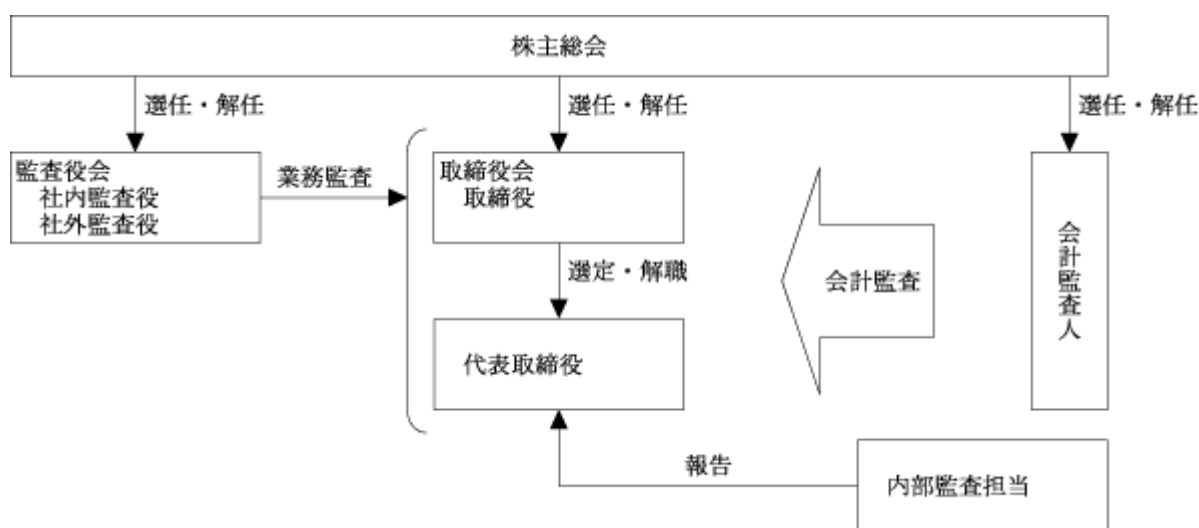 株主総会
選任・解任
選任・解任
選任・解任
監査役会
社内監査役
社外監査役
業務監査
取締役会
取締役
選定・解職
代表取締役
会計監査
会計監査人
報告
内部監査担当